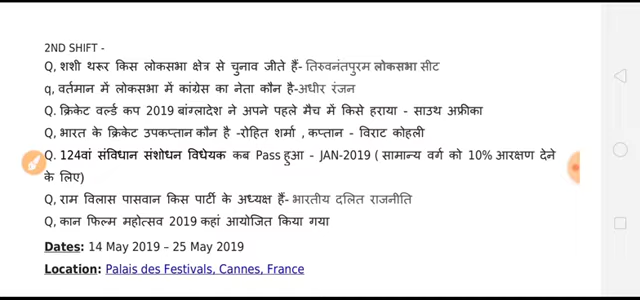 2ND SHIFT -
Q, शशी थरूर किस लोकसभा क्षेत्र से चुनाव जीते हैं- तिरुवनंतपुरम लोकसभा सीट
q, वर्तमान में लोकसभा में कांग्रेस का नेता कौन है-अधीर रंजन
Q. क्रिकेट वर्ल्ड कप 2019 बांग्लादेश ने अपने पहले मैच में किसे हराया - साउथ अफ्रीका
Q, भारत के क्रिकेट उपकप्तान कौन है -रोहित शर्मा , कप्तान - विराट कोहली
Q. 124वां संविधान संशोधन विधेयक कब Pass हुआ - JAN-2019 ( सामान्य वर्ग को 10% आरक्षण देने
के लिए)
Q, राम विलास पासवान किस पार्टी के अध्यक्ष हैं- भारतीय दलित राजनीति
Q, कान फिल्म महोत्सव 2019 कहां आयोजित किया गया
Dates: 14 May 2019 – 25 May 2019
Location: Palais des Festivals, Cannes, France